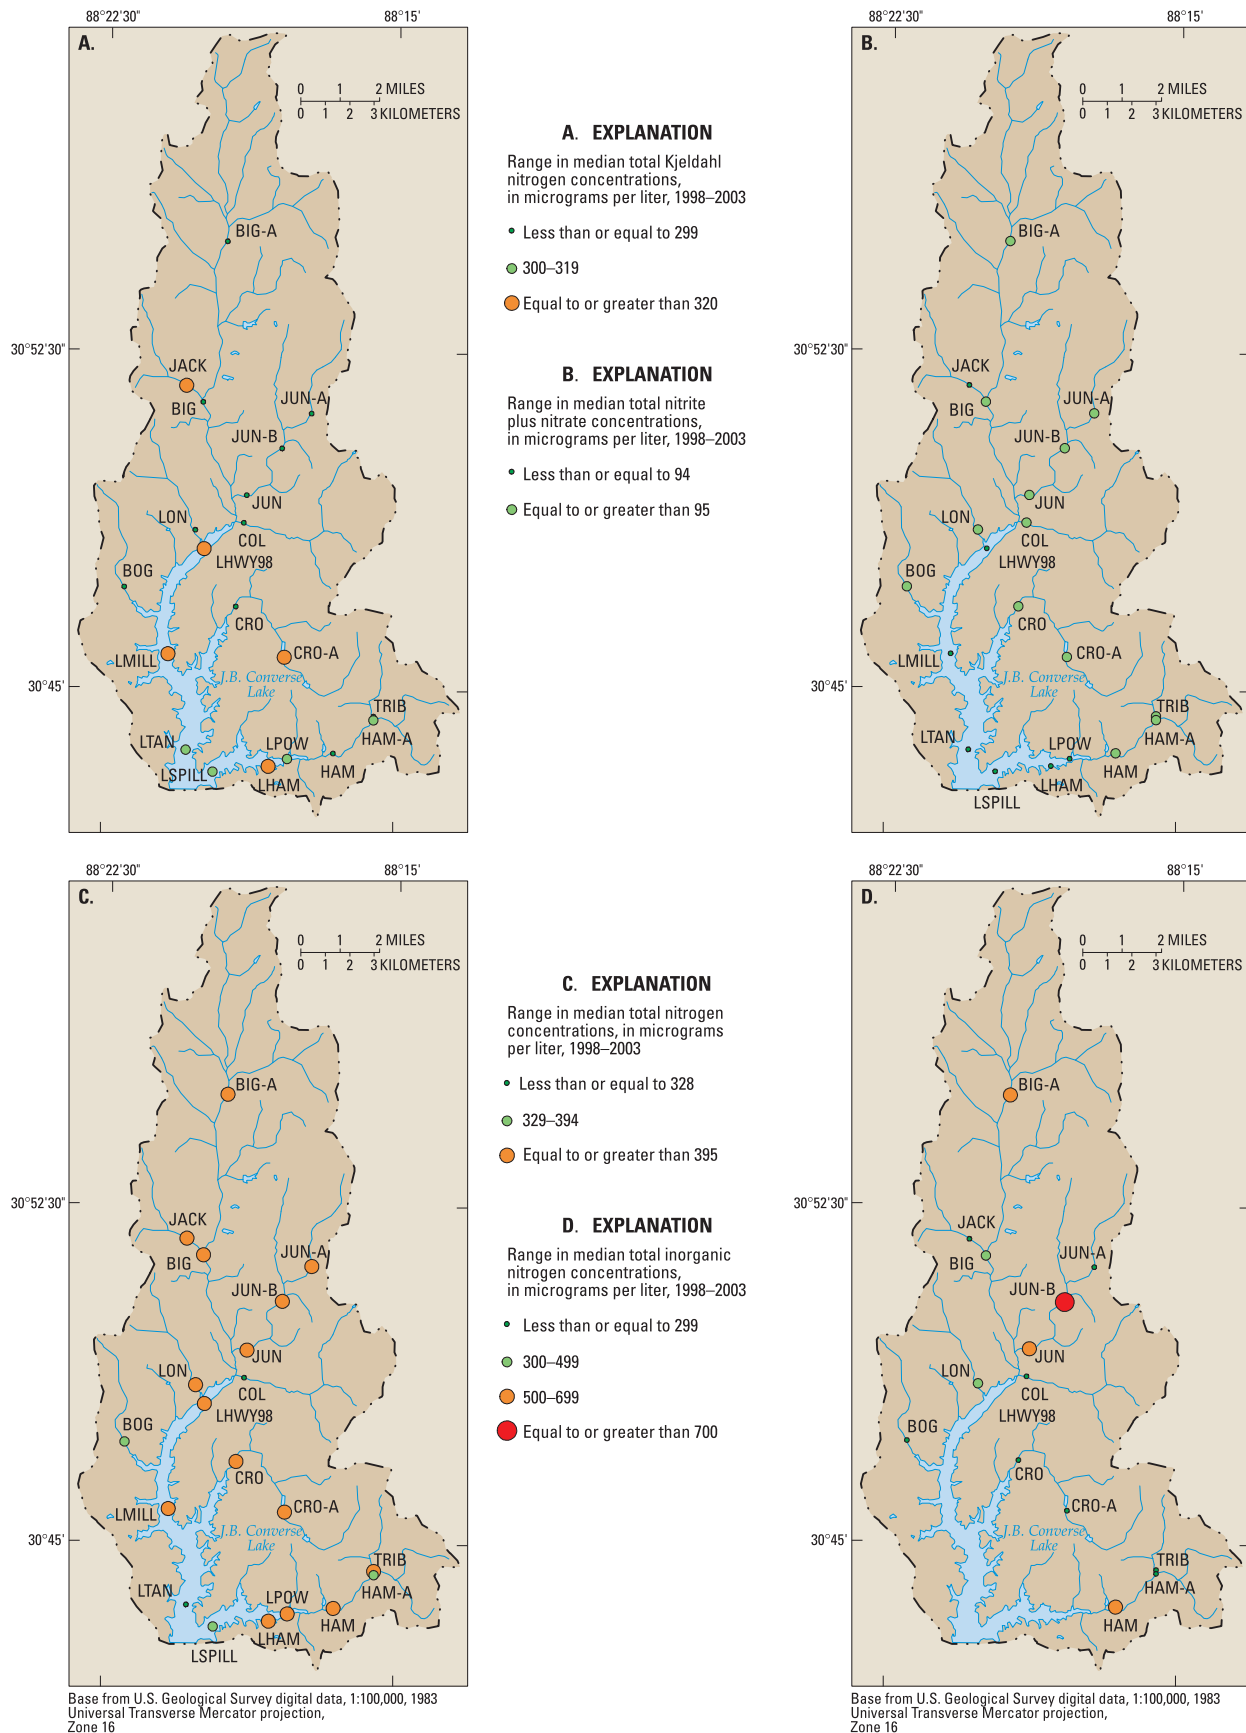 88°22'30"
88°15'
A.
0 1 2 MILES
0 1 2 3 KILOMETERS
BIG-A
30°52'30"
JACK
BIG
JUN-A
JUN-B
JUN
LON
COL
LHWY98
BOG
CRO
LMILL
CRO-A
30°45'
J.B. Converse
Lake
TRIB
HAM-A
LTAN
LPOW
LSPILL
LHAM
HAM
A. EXPLANATION
Range in median total Kjeldahl
nitrogen concentrations,
in micrograms per liter, 1998–2003
Less than or equal to 299
300–319
Equal to or greater than 320
B. EXPLANATION
Range in median total nitrite
plus nitrate concentrations,
in micrograms per liter, 1998–2003
Less than or equal to 94
Equal to or greater than 95
88°22'30"
88°15'
B.
0 1 2 MILES
0 1 2 3 KILOMETERS
BIG-A
30°52'30"
JACK
BIG
JUN-A
JUN-B
JUN
LON
COL
LHWY98
BOG
CRO
LMILL
CRO-A
30°45'
J.B. Converse
Lake
TRIB
HAM-A
LTAN
LPOW
HAM
LHAM
LSPILL
88°22'30"
88°15'
C.
0 1 2 MILES
0 1 2 3 KILOMETERS
BIG-A
30°52'30"
JACK
BIG
JUN-A
JUN-B
JUN
LON
COL
LHWY98
BOG
CRO
LMILL
CRO-A
30°45'
J.B. Converse
Lake
TRIB
HAM-A
LTAN
LPOW
HAM
LHAM
LSPILL
Base from U.S. Geological Survey digital data, 1:100,000, 1983
Universal Transverse Mercator projection,
Zone 16
C. EXPLANATION
Range in median total nitrogen
concentrations, in micrograms
per liter, 1998–2003
Less than or equal to 328
329–394
Equal to or greater than 395
D. EXPLANATION
Range in median total inorganic
nitrogen concentrations,
in micrograms per liter, 1998–2003
Less than or equal to 299
300–499
500–699
Equal to or greater than 700
88°22'30"
88°15'
D.
0 1 2 MILES
0 1 2 3 KILOMETERS
BIG-A
30°52'30"
JACK
BIG
JUN-A
JUN-B
JUN
LON
COL
LHWY98
BOG
CRO
CRO-A
30°45'
J.B. Converse
Lake
TRIB
HAM-A
HAM
Base from U.S. Geological Survey digital data, 1:100,000, 1983
Universal Transverse Mercator projection,
Zone 16